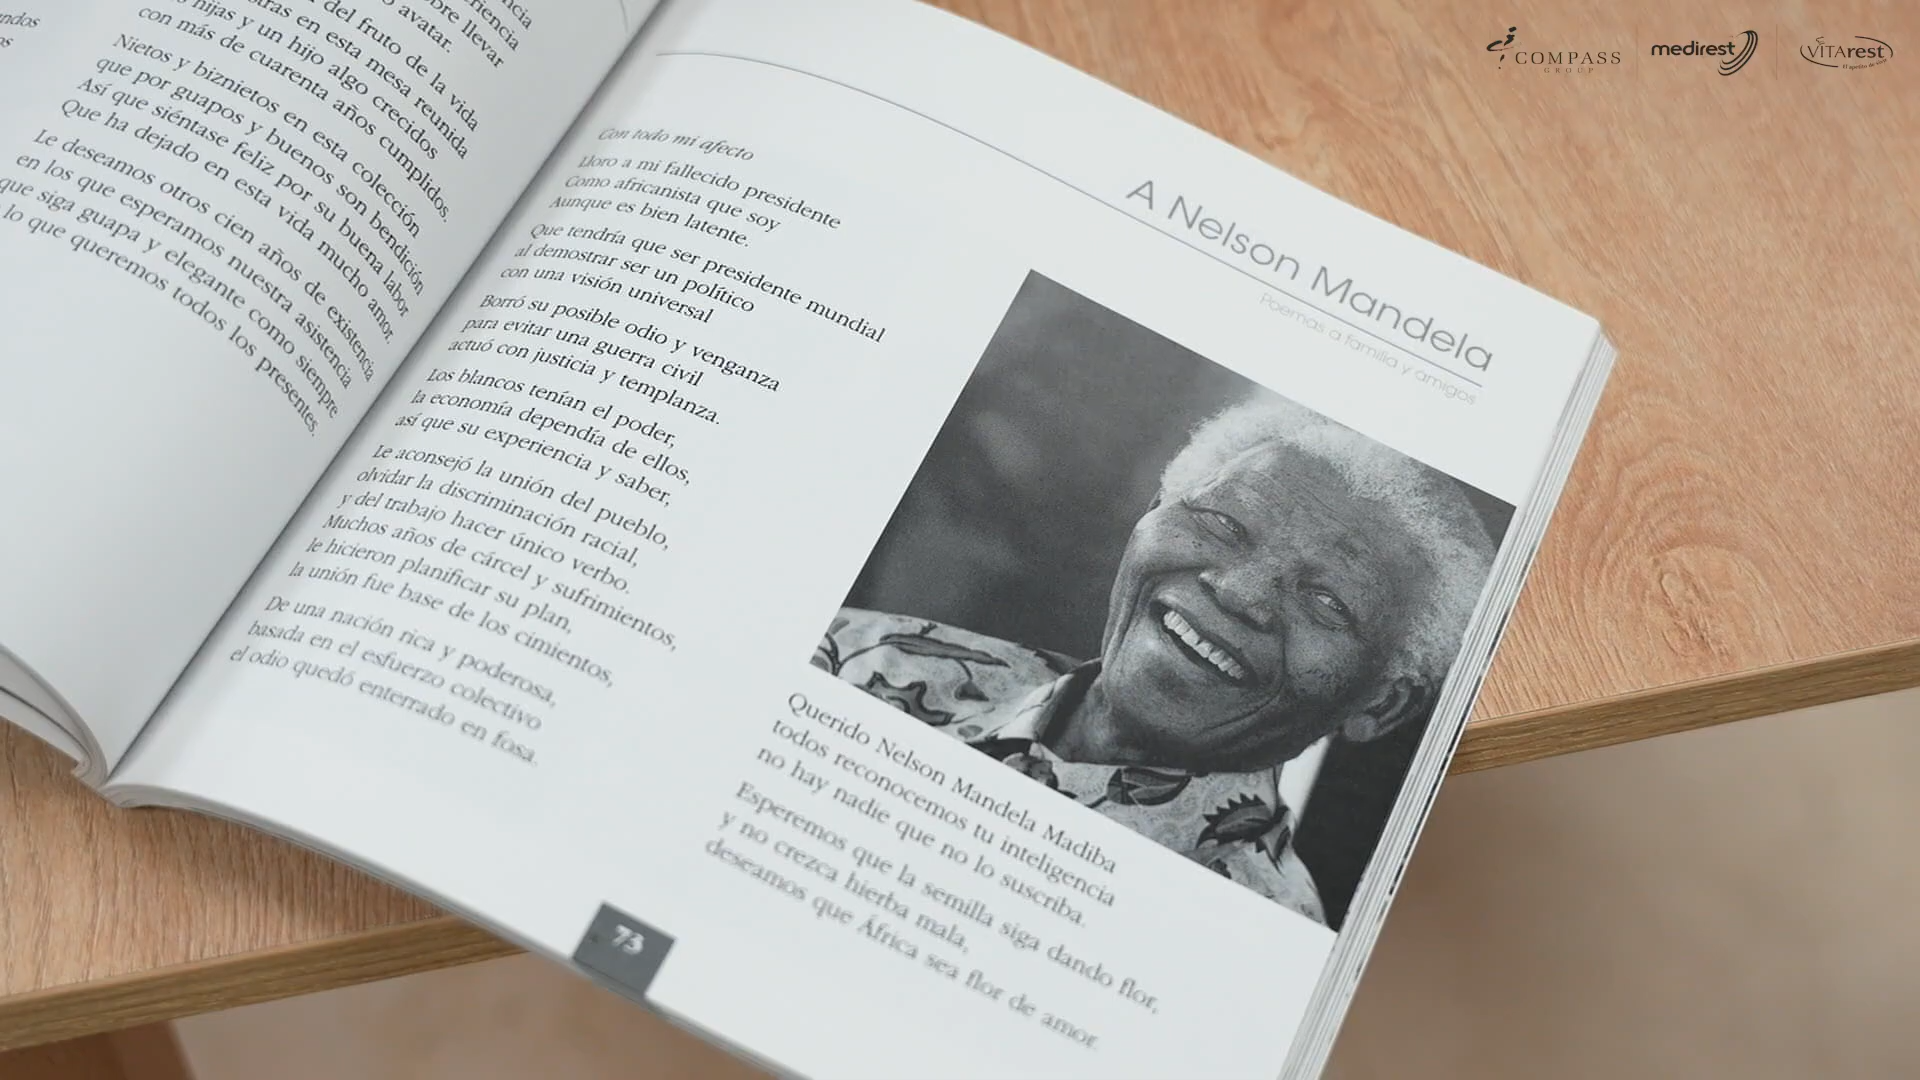 COMPASS
GROUP
medirest
VITArest
ndos
os
riencia
bre llevar
o avatar.
del fruto de la vida
tras en esta mesa reunida
hijas y un hijo algo crecidos
con más de cuarenta años cumplidos.
Nietos y biznietos en esta colección
que por guapos y buenos son bendición
Así que siéntase feliz por su buena labor
Que ha dejado en esta vida mucho amor.
Le deseamos otros cien años de existencia
en los que esperamos nuestra asistencia
que siga guapa y elegante como siempre
lo que queremos todos los presentes.
A Nelson Mandela
Poemas a familia y amigos
Con todo mi afecto
Lloro a mi fallecido presidente
Como africanista que soy
Aunque es bien latente.
Que tendría que ser presidente mundial
al demostrar ser un político
con una visión universal
Borró su posible odio y venganza
para evitar una guerra civil
actuó con justicia y templanza.
Los blancos tenían el poder,
la economía dependía de ellos,
así que su experiencia y saber,
Le aconsejó la unión del pueblo,
olvidar la discriminación racial,
y del trabajo hacer único verbo.
Muchos años de cárcel y sufrimientos,
le hicieron planificar su plan,
la unión fue base de los cimientos,
De una nación rica y poderosa,
basada en el esfuerzo colectivo
el odio quedó enterrado en fosa.
Querido Nelson Mandela Madiba
todos reconocemos tu inteligencia
no hay nadie que no lo suscriba.
Esperemos que la semilla siga dando flor,
y no crezca hierba mala,
deseamos que África sea flor de amor.
73